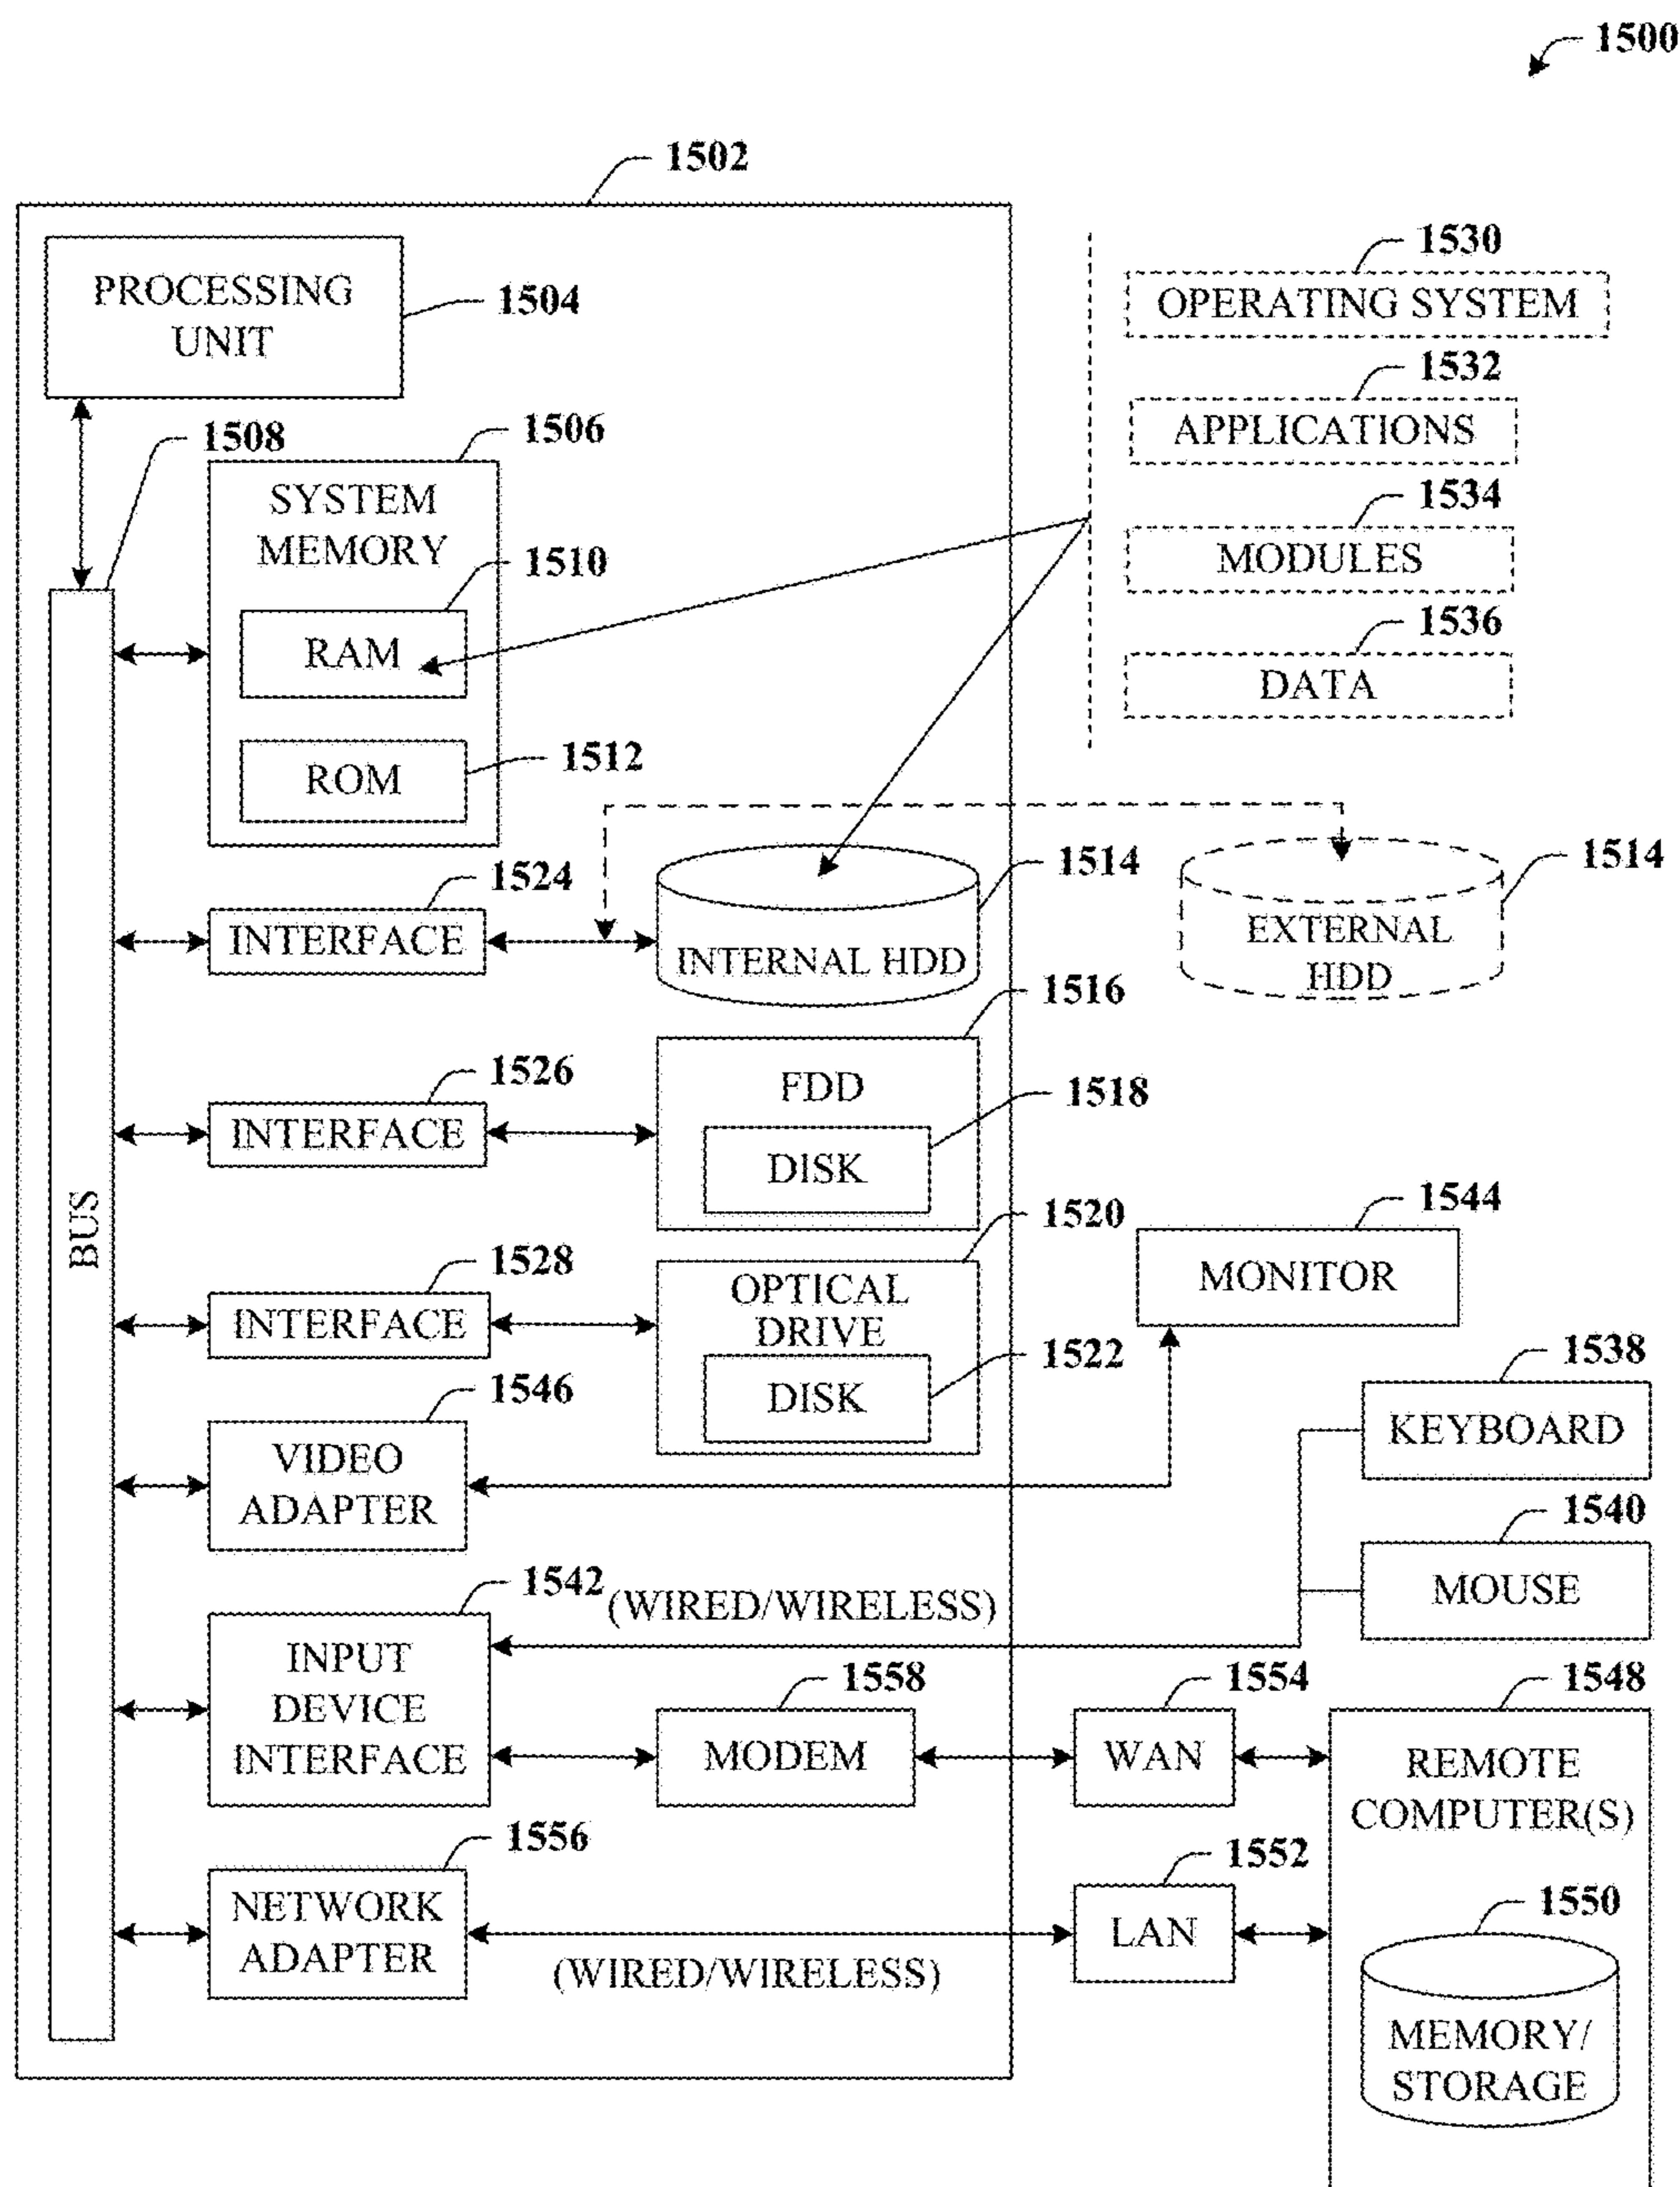 1500
1502
PROCESSING
UNIT
1504
1530
OPERATING SYSTEM
1532
APPLICATIONS
1534
MODULES
1536
DATA
1508
1506
SYSTEM
MEMORY
1510
RAM
1512
ROM
BUS
1524
INTERFACE
1514
INTERNAL HDD
1514
EXTERNAL
HDD
1516
FDD
1526
INTERFACE
1518
DISK
1520
OPTICAL
DRIVE
1528
INTERFACE
1522
DISK
1544
MONITOR
1546
VIDEO
ADAPTER
1538
KEYBOARD
1540
MOUSE
1542
(WIRED/WIRELESS)
INPUT
DEVICE
INTERFACE
1558
MODEM
1554
WAN
1548
REMOTE
COMPUTER(S)
1556
NETWORK
ADAPTER
(WIRED/WIRELESS)
1552
LAN
1550
MEMORY/
STORAGE